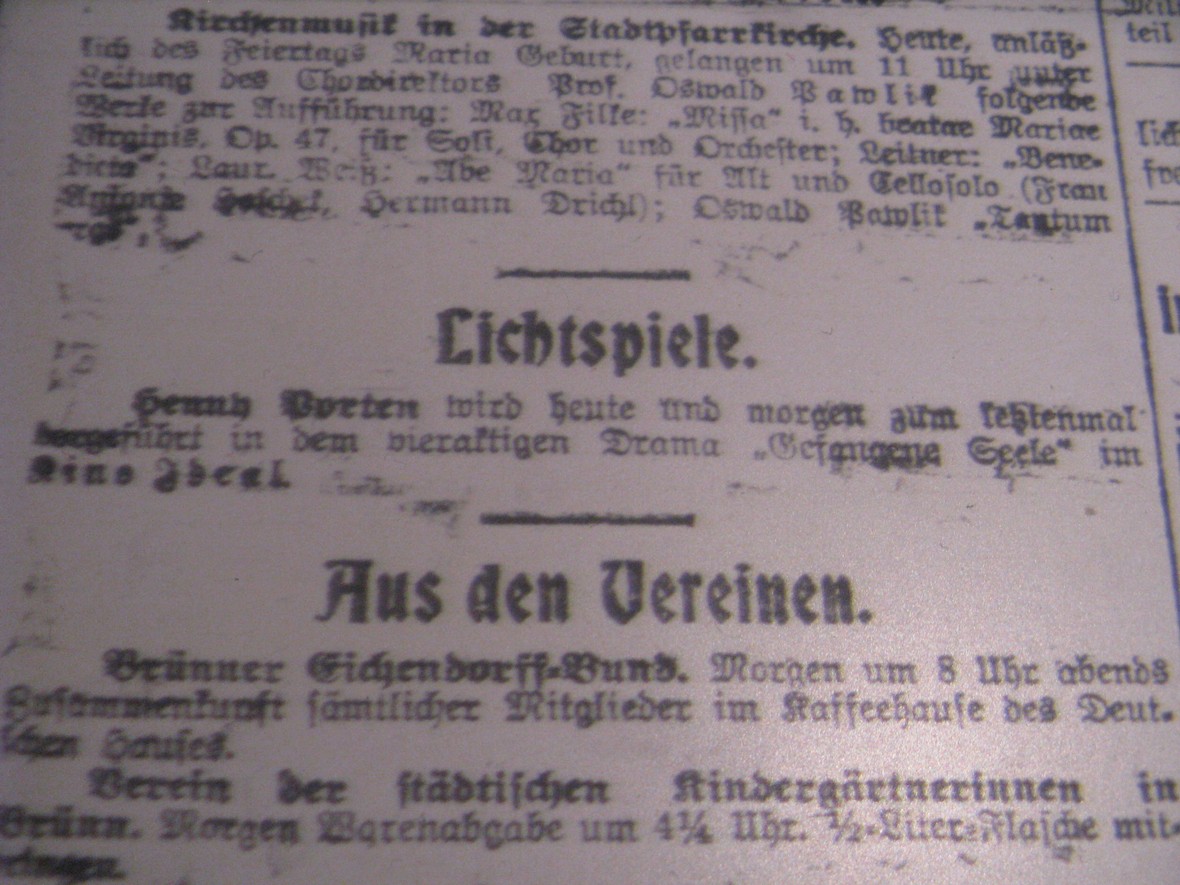 Kirchenmusik in der Stadtpfarrkirche. Heute, anläß-
lich des Feiertags Maria Geburt, gelangen um 11 Uhr unter
Leitung des Chordirektors Prof. Oswald Pawlik folgende
Werke zur Aufführung: Max Filke: „Missa“ i. h. beatae Mariae
Virginis, Op. 47, für Soli, Chor und Orchester; Leitner: „Bene-
dicta“; Laur. Weiß: „Ave Maria“ für Alt und Cellosolo (Frau
Hermann Drichl); Oswald Pawlik „Tantum
Lichtspiele.
Henny Porten wird heute und morgen zum letztenmal
vorgeführt in dem vieraktigen Drama „Gefangene Seele“ im
Kino Ideal.
Aus den Vereinen.
Brünner Eichendorff-Bund. Morgen um 8 Uhr abends
Zusammenkunft sämtlicher Mitglieder im Kaffeehause des Deut-
schen Hauses.
Verein der städtischen Kindergärtnerinnen in
Brünn. Morgen Warenabgabe um 4¼ Uhr. ½-Liter-Flasche mit-
bringen.
teil